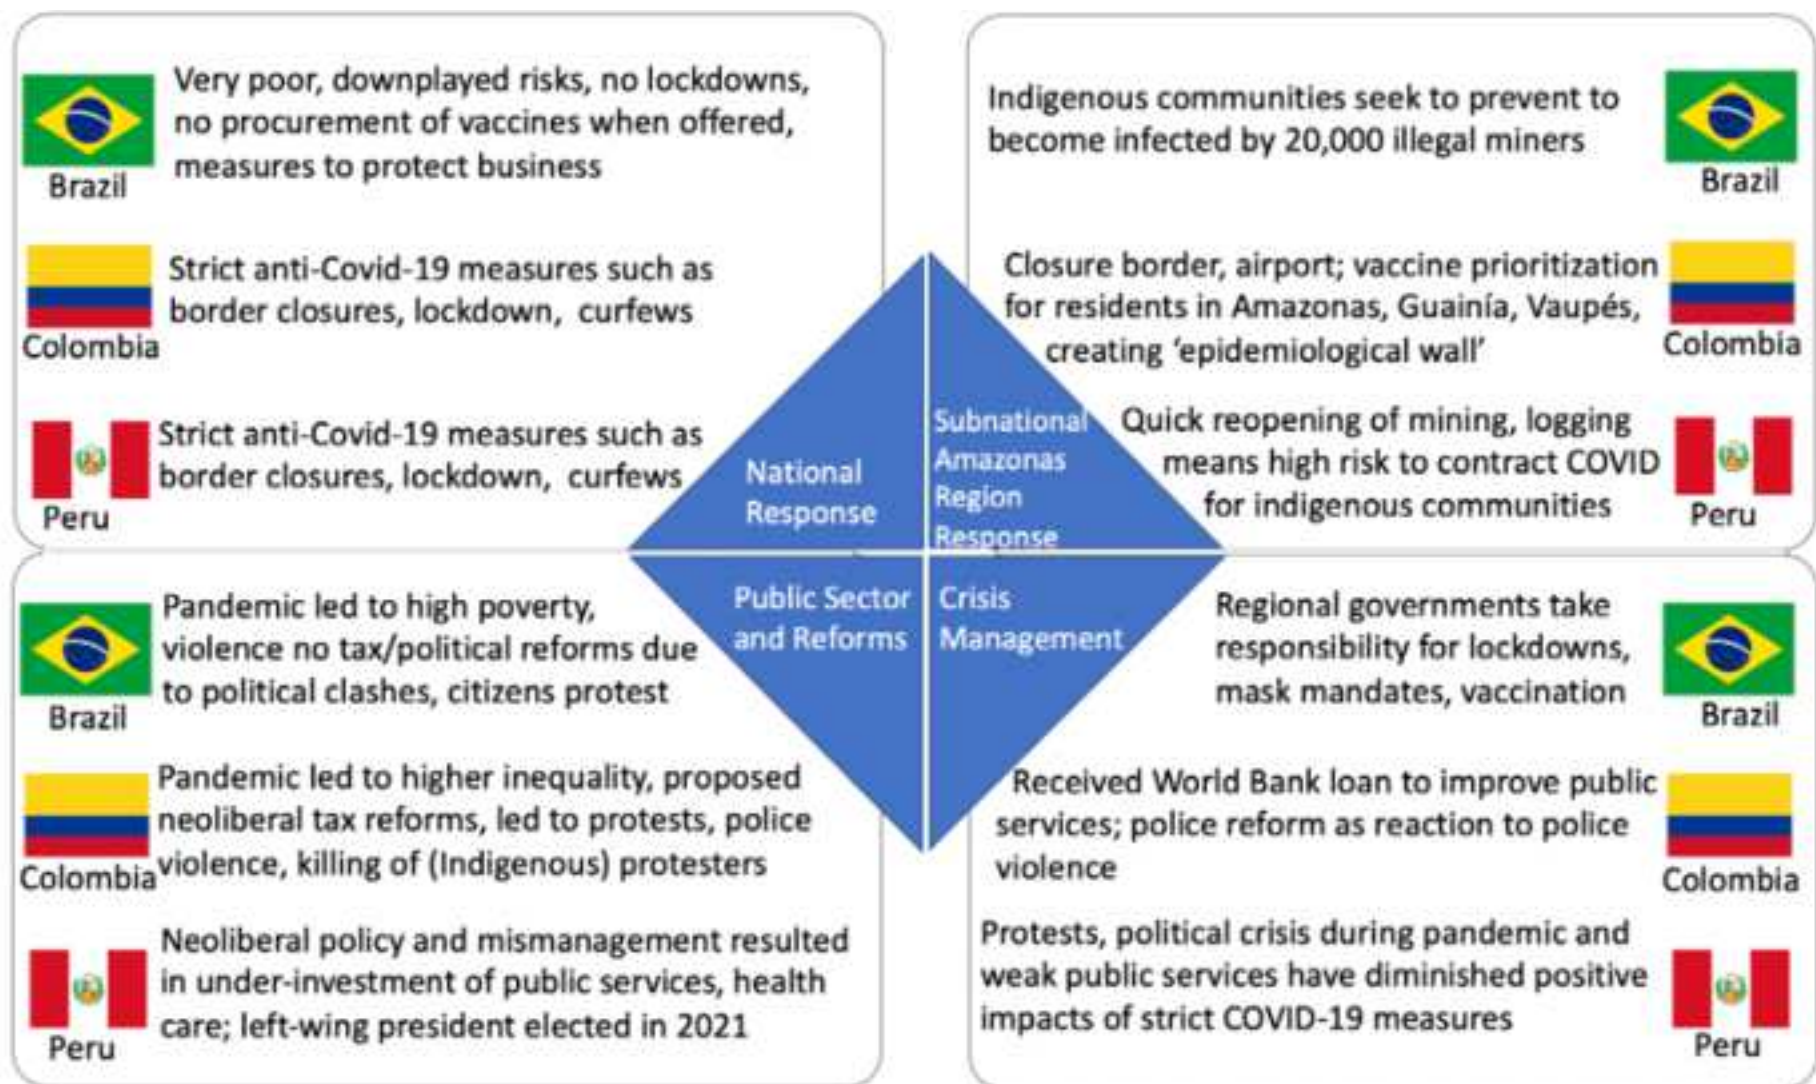 Very poor, downplayed risks, no lockdowns,
no procurement of vaccines when offered,
measures to protect business
Brazil
Strict anti-Covid-19 measures such as
border closures, lockdown, curfews
Colombia
Strict anti-Covid-19 measures such as
border closures, lockdown, curfews
Peru
National
Response
Indigenous communities seek to prevent to
become infected by 20,000 illegal miners
Brazil
Closure border, airport; vaccine prioritization
for residents in Amazonas, Guainía, Vaupés,
creating ‘epidemiological wall’
Colombia
Quick reopening of mining, logging
means high risk to contract COVID
for indigenous communities
Peru
Subnational
Amazonas
Region
Response
Pandemic led to high poverty,
violence no tax/political reforms due
to political clashes, citizens protest
Brazil
Pandemic led to higher inequality, proposed
neoliberal tax reforms, led to protests, police
violence, killing of (Indigenous) protesters
Colombia
Neoliberal policy and mismanagement resulted
in under-investment of public services, health
care; left-wing president elected in 2021
Peru
Public Sector
and Reforms
Crisis
Management
Regional governments take
responsibility for lockdowns,
mask mandates, vaccination
Brazil
Received World Bank loan to improve public
services; police reform as reaction to police
violence
Colombia
Protests, political crisis during pandemic and
weak public services have diminished positive
impacts of strict COVID-19 measures
Peru